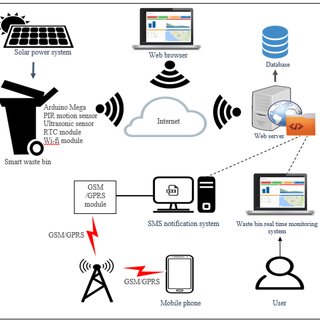 Solar power system
Web browser
Database
Arduino Mega
PIR motion sensor
Ultrasonic sensor
RTC module
Wi-fi module
Internet
Web server
Smart waste bin
GSM
/GPRS
module
SMS notification system
Waste bin real time monitoring
system
GSM/GPRS
GSM/GPRS
Mobile phone
User